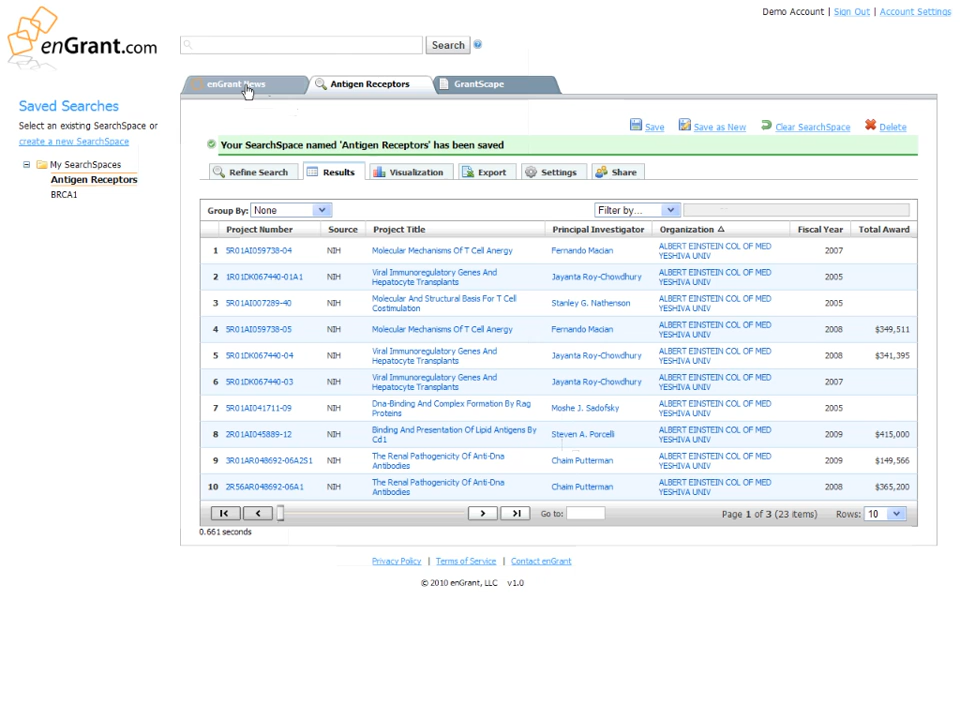 Demo Account | Sign Out | Account Settings
enGrant.com
Search
enGrant News
Antigen Receptors
GrantScape
Saved Searches
Select an existing SearchSpace or
create a new SearchSpace
My SearchSpaces
Antigen Receptors
BRCA1
Save Save as New Clear SearchSpace Delete
Your SearchSpace named 'Antigen Receptors' has been saved
Refine Search Results Visualization Export Settings Share
Group By: None Filter by...
Project Number Source Project Title Principal Investigator Organization Fiscal Year Total Award
1 5R01AI059738-04 NIH Molecular Mechanisms Of T Cell Anergy Fernando Macian ALBERT EINSTEIN COL OF MED YESHIVA UNIV 2007
2 1R01DK067440-01A1 NIH Viral Immunoregulatory Genes And Hepatocyte Transplants Jayanta Roy-Chowdhury ALBERT EINSTEIN COL OF MED YESHIVA UNIV 2005
3 5R01AI007289-40 NIH Molecular And Structural Basis For T Cell Costimulation Stanley G. Nathenson ALBERT EINSTEIN COL OF MED YESHIVA UNIV 2005
4 5R01AI059738-05 NIH Molecular Mechanisms Of T Cell Anergy Fernando Macian ALBERT EINSTEIN COL OF MED YESHIVA UNIV 2008 $349,511
5 5R01DK067440-04 NIH Viral Immunoregulatory Genes And Hepatocyte Transplants Jayanta Roy-Chowdhury ALBERT EINSTEIN COL OF MED YESHIVA UNIV 2008 $341,395
6 5R01DK067440-03 NIH Viral Immunoregulatory Genes And Hepatocyte Transplants Jayanta Roy-Chowdhury ALBERT EINSTEIN COL OF MED YESHIVA UNIV 2007
7 5R01AI041711-09 NIH Dna-Binding And Complex Formation By Rag Proteins Moshe J. Sadofsky ALBERT EINSTEIN COL OF MED YESHIVA UNIV 2005
8 2R01AI045889-12 NIH Binding And Presentation Of Lipid Antigens By Cd1 Steven A. Porcelli ALBERT EINSTEIN COL OF MED YESHIVA UNIV 2009 $415,000
9 3R01AR048692-06A2S1 NIH The Renal Pathogenicity Of Anti-Dna Antibodies Chaim Putterman ALBERT EINSTEIN COL OF MED YESHIVA UNIV 2009 $149,566
10 2R56AR048692-06A1 NIH The Renal Pathogenicity Of Anti-Dna Antibodies Chaim Putterman ALBERT EINSTEIN COL OF MED YESHIVA UNIV 2008 $365,200
Go to: Page 1 of 3 (23 items) Rows: 10
0.661 seconds
Privacy Policy | Terms of Service | Contact enGrant
© 2010 enGrant, LLC v1.0